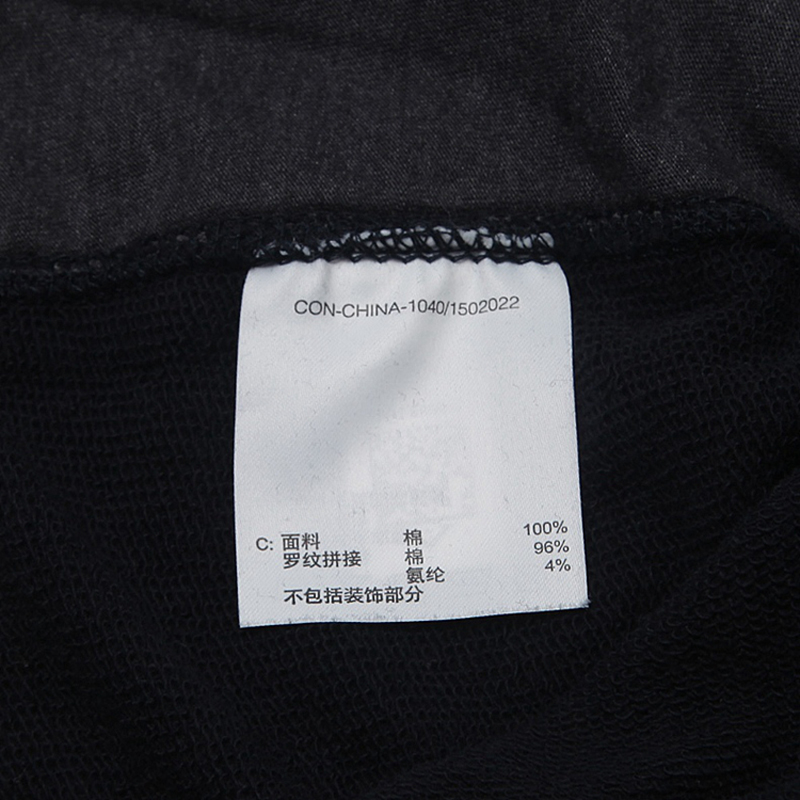 CON-CHINA-1040/1502022
C: 面料 棉 100%
罗纹拼接 棉 96%
氨纶 4%
不包括装饰部分